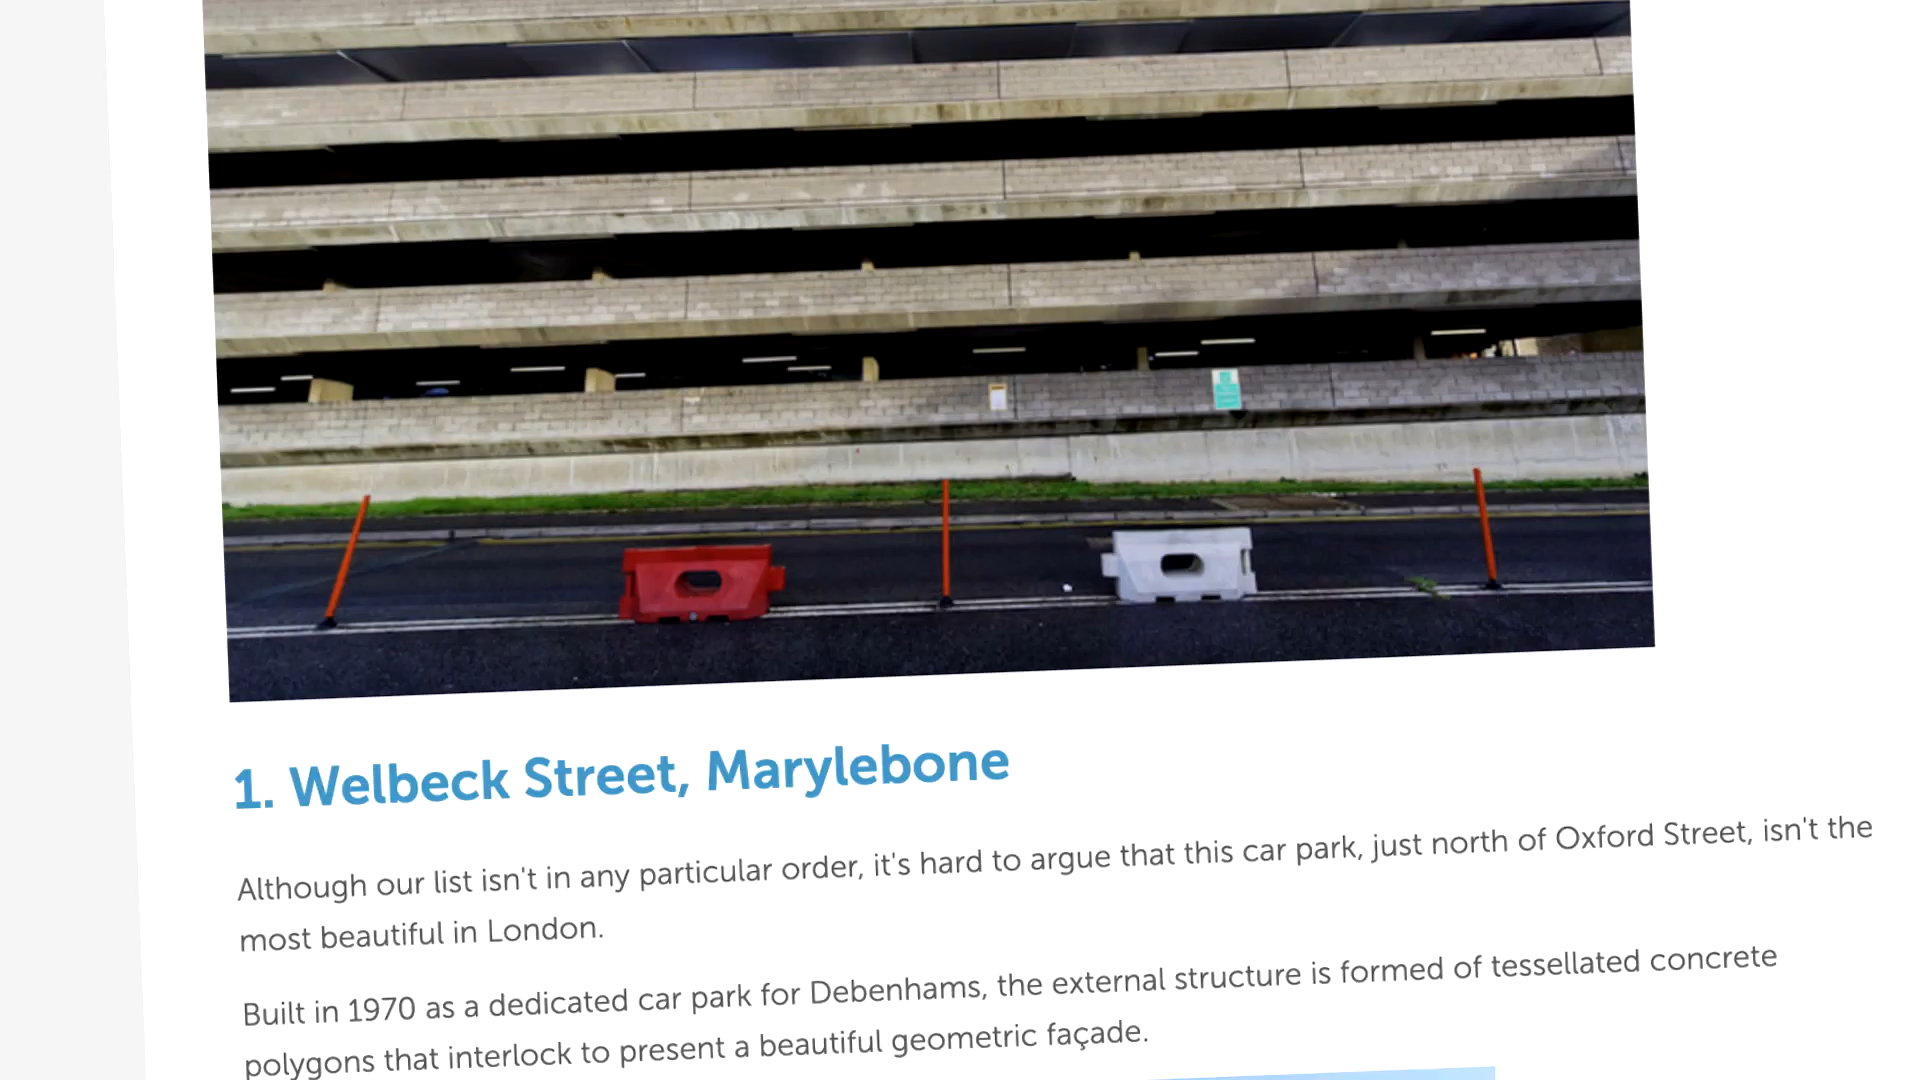 1. Welbeck Street, Marylebone
Although our list isn't in any particular order, it's hard to argue that this car park, just north of Oxford Street, isn't the
most beautiful in London.
Built in 1970 as a dedicated car park for Debenhams, the external structure is formed of tessellated concrete
polygons that interlock to present a beautiful geometric façade.